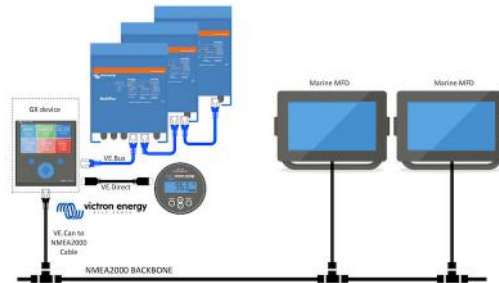 GX device
VE.Bus
VE.Direct
victron energy
VE.Can to
NMEA2000
Cable
NMEA2000 BACKBONE
Marine MFD
Marine MFD